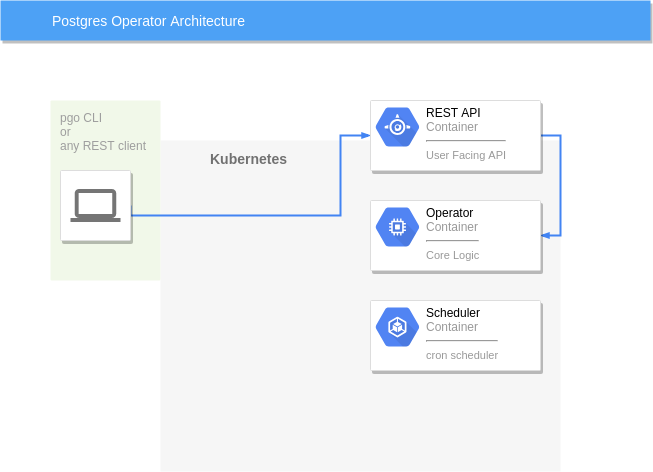 Postgres Operator Architecture
pgo CLI
or
any REST client
Kubernetes
REST API
Container
User Facing API
Operator
Container
Core Logic
Scheduler
Container
cron scheduler